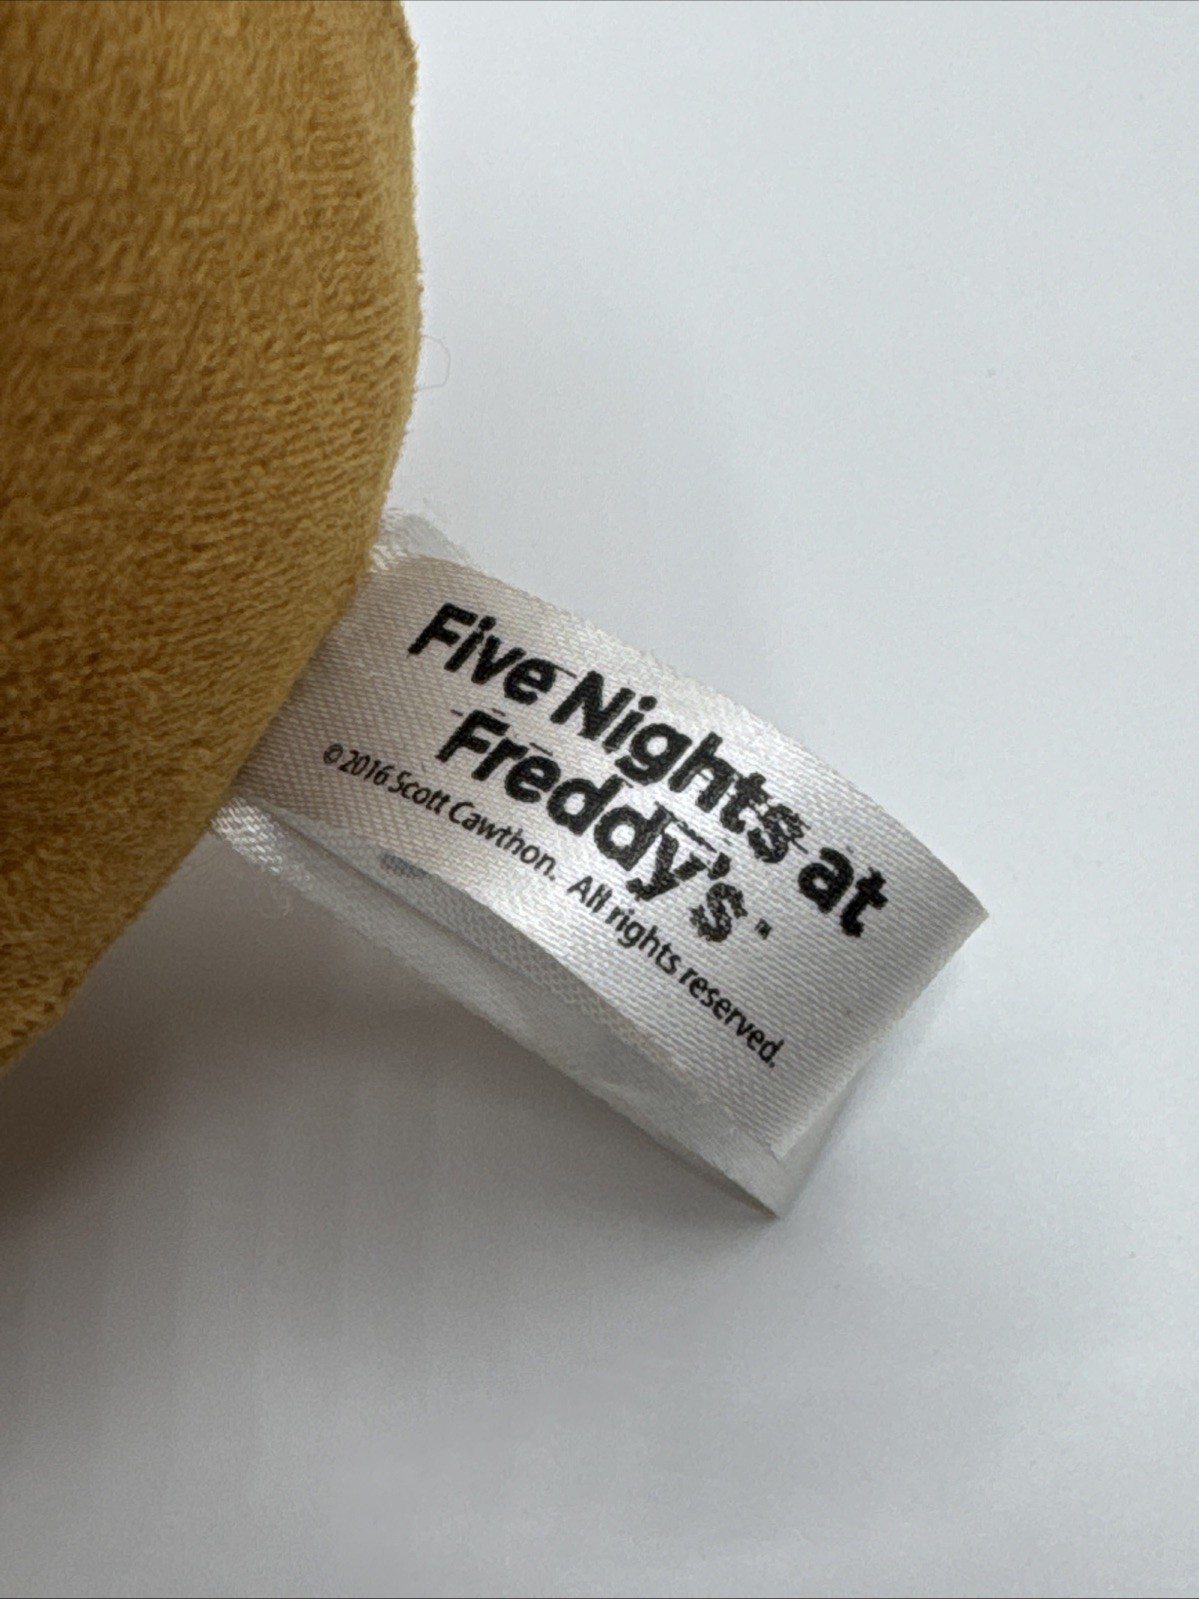 Five Nights at
Freddy's™
© 2016 Scott Cawthon. All rights reserved.